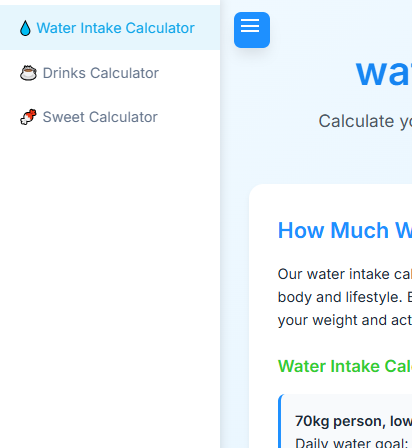 Water Intake Calculator
Drinks Calculator
Sweet Calculator
wa
Calculate yo
How Much W
Our water intake cal
body and lifestyle. E
your weight and act
Water Intake Cal
70kg person, low
Daily water goal: